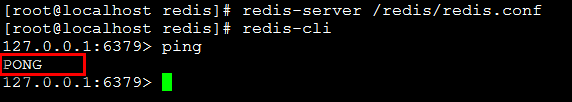 [root@localhost redis]# redis-server /redis/redis.conf
[root@localhost redis]# redis-cli
127.0.0.1:6379> ping
PONG
127.0.0.1:6379>